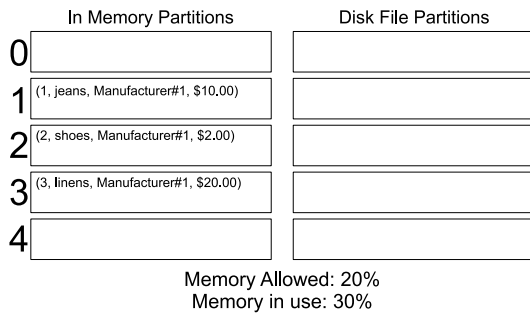 In Memory Partitions
Disk File Partitions
0
1
(1, jeans, Manufacturer#1, $10.00)
2
(2, shoes, Manufacturer#1, $2.00)
3
(3, linens, Manufacturer#1, $20.00)
4
Memory Allowed: 20%
Memory in use: 30%